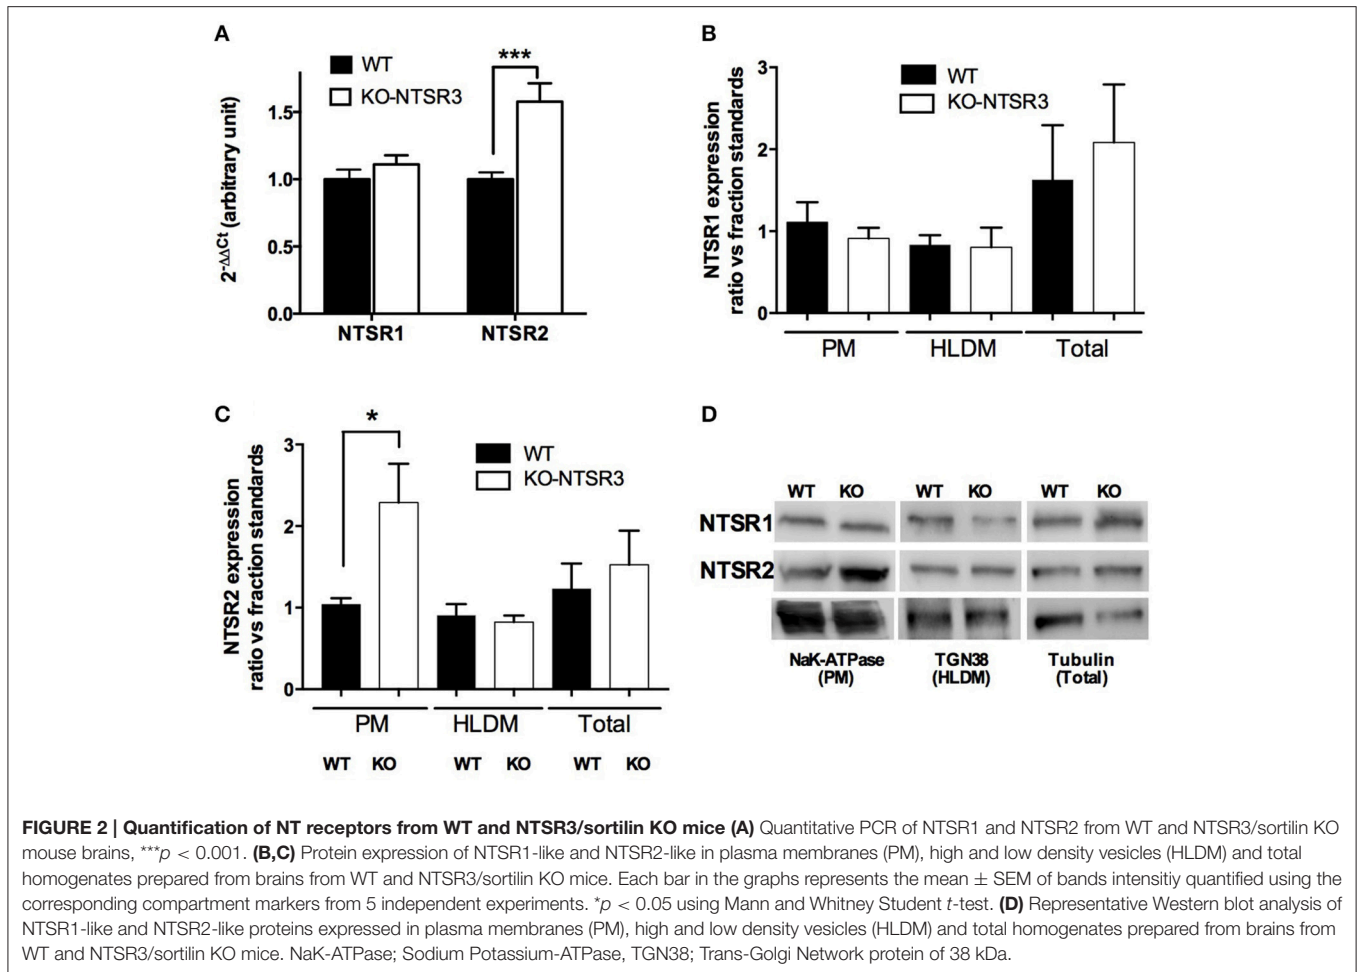 A
WT
KO-NTSR3
***
2-ΔΔCt (arbitrary unit)
1.5
1.0
0.5
0.0
NTSR1 NTSR2
B
WT
KO-NTSR3
NTSR1 expression
ratio vs fraction standards
3
2
1
0
PM HLDM Total
C
*
WT
KO-NTSR3
NTSR2 expression
ratio vs fraction standards
3
2
1
0
PM HLDM Total
WT KO WT KO WT KO
D
WT KO WT KO WT KO
NTSR1
NTSR2
NaK-ATPase TGN38 Tubulin
(PM) (HLDM) (Total)
FIGURE 2 | Quantification of NT receptors from WT and NTSR3/sortilin KO mice (A) Quantitative PCR of NTSR1 and NTSR2 from WT and NTSR3/sortilin KO
mouse brains, ***p < 0.001. (B,C) Protein expression of NTSR1-like and NTSR2-like in plasma membranes (PM), high and low density vesicles (HLDM) and total
homogenates prepared from brains from WT and NTSR3/sortilin KO mice. Each bar in the graphs represents the mean ± SEM of bands intensitiy quantified using the
corresponding compartment markers from 5 independent experiments. *p < 0.05 using Mann and Whitney Student t-test. (D) Representative Western blot analysis of
NTSR1-like and NTSR2-like proteins expressed in plasma membranes (PM), high and low density vesicles (HLDM) and total homogenates prepared from brains from
WT and NTSR3/sortilin KO mice. NaK-ATPase; Sodium Potassium-ATPase, TGN38; Trans-Golgi Network protein of 38 kDa.